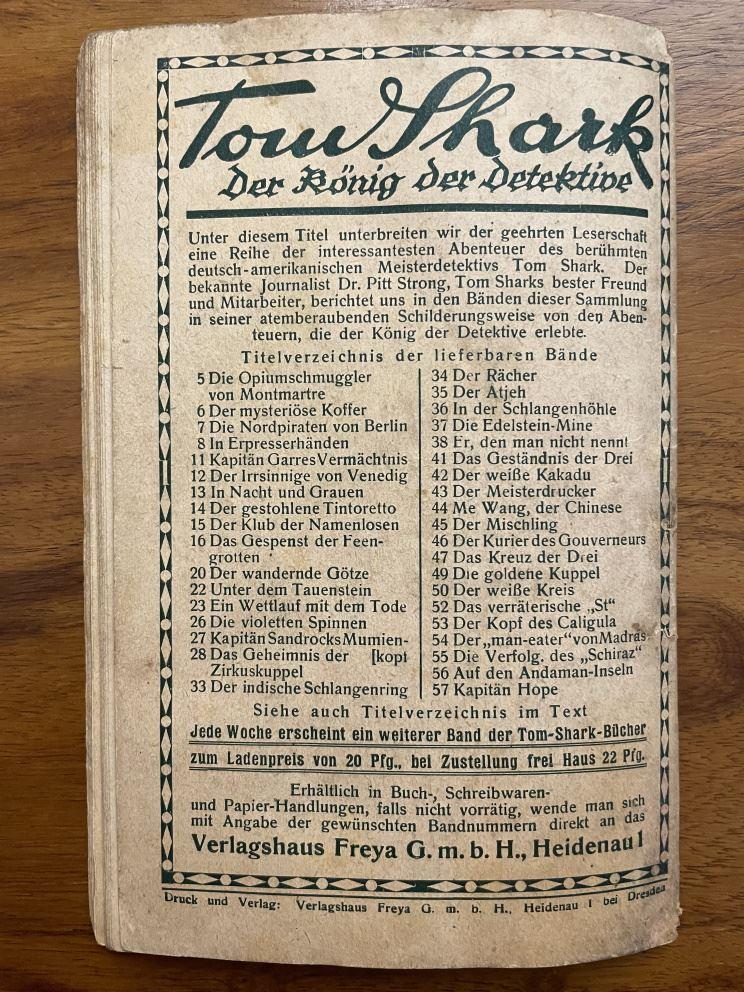 Tom Shark
der König der Detektive
Unter diesem Titel unterbreiten wir der geehrten Leserschaft
eine Reihe der interessantesten Abenteuer des berühmten
deutsch-amerikanischen Meisterdetektivs Tom Shark. Der
bekannte Journalist Dr. Pitt Strong, Tom Sharks bester Freund
und Mitarbeiter, berichtet uns in den Bänden dieser Sammlung
in seiner atemberaubenden Schilderungsweise von den Aben-
teuern, die der König der Detektive erlebte.
Titelverzeichnis der lieferbaren Bände
5 Die Opiumschmuggler
von Montmartre
6 Der mysteriöse Koffer
7 Die Nordpiraten von Berlin
8 In Erpresserhänden
11 Kapitän Garres Vermächtnis
12 Der Irrsinnige von Venedig
13 In Nacht und Grauen
14 Der gestohlene Tintoretto
15 Der Klub der Namenlosen
16 Das Gespenst der Feen-
grotten
20 Der wandernde Götze
22 Unter dem Tauenstein
23 Ein Wettlauf mit dem Tode
26 Die violetten Spinnen
27 Kapitän Sandrocks Mumien-
28 Das Geheimnis der [kopf
Zirkuskuppel
33 Der indische Schlangenring
34 Der Rächer
35 Der Atjeh
36 In der Schlangenhöhle
37 Die Edelstein-Mine
38 Er, den man nicht nennt
41 Das Geständnis der Drei
42 Der weiße Kakadu
43 Der Meisterdrucker
44 Me Wang, der Chinese
45 Der Mischling
46 Der Kurier des Gouverneurs
47 Das Kreuz der Drei
49 Die goldene Kuppel
50 Der weiße Kreis
52 Das verräterische „St“
53 Der Kopf des Caligula
54 Der „man-eater“ von Madras
55 Die Verfolg. des „Schiraz“
56 Auf den Andaman-Inseln
57 Kapitän Hope
Siehe auch Titelverzeichnis im Text
Jede Woche erscheint ein weiterer Band der Tom-Shark-Bücher
zum Ladenpreis von 20 Pfg., bei Zustellung frei Haus 22 Pfg.
Erhältlich in Buch-, Schreibwaren-
und Papier-Handlungen, falls nicht vorrätig, wende man sich
mit Angabe der gewünschten Bandnummern direkt an das
Verlagshaus Freya G. m. b. H., Heidenau 1
Druck und Verlag: Verlagshaus Freya G. m. b. H., Heidenau 1 bei Dresden